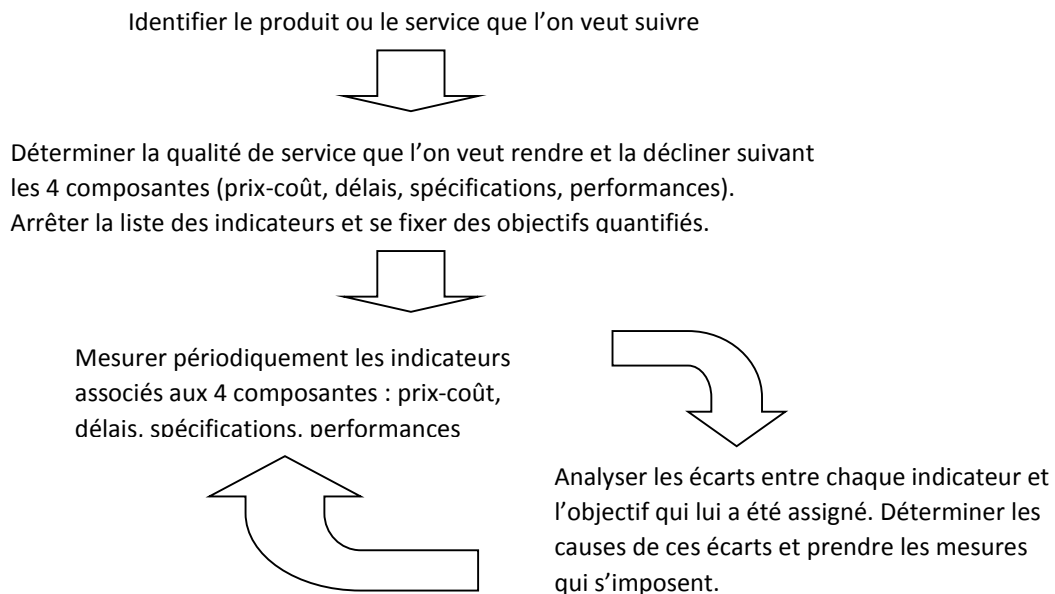 Identifier le produit ou le service que l’on veut suivre
Déterminer la qualité de service que l’on veut rendre et la décliner suivant
les 4 composantes (prix-coût, délais, spécifications, performances).
Arrêter la liste des indicateurs et se fixer des objectifs quantifiés.
Mesurer périodiquement les indicateurs
associés aux 4 composantes : prix-coût,
délais, spécifications, performances
Analyser les écarts entre chaque indicateur et
l’objectif qui lui a été assigné. Déterminer les
causes de ces écarts et prendre les mesures
qui s’imposent.